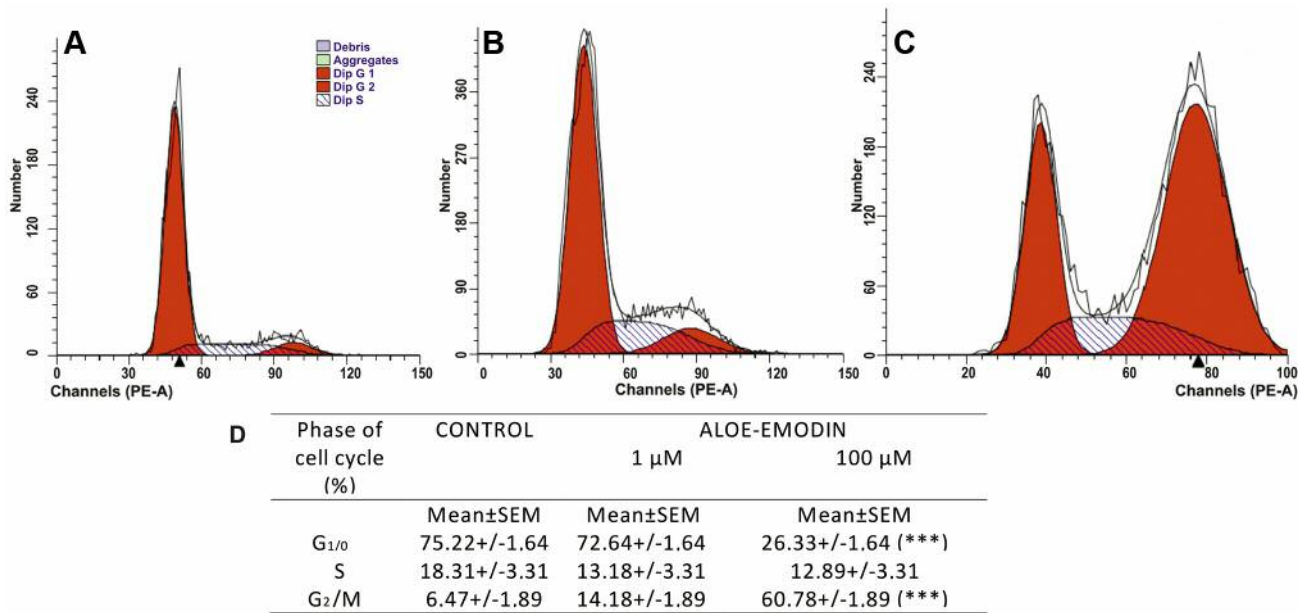 A
B
C
Debris
Aggregates
Dip G 1
Dip G 2
Dip S
Number
240
180
120
60
0
0 30 60 90 120 150
Channels (PE-A)
Number
360
270
180
90
0
0 30 60 90 120 150
Channels (PE-A)
Number
240
180
120
60
0
0 20 40 60 80 100
Channels (PE-A)
D
Phase of CONTROL ALOE-EMODIN
cell cycle 1 μM 100 μM
(%)
Mean±SEM Mean±SEM Mean±SEM
G1/0 75.22+/-1.64 72.64+/-1.64 26.33+/-1.64 (***)
S 18.31+/-3.31 13.18+/-3.31 12.89+/-3.31
G2/M 6.47+/-1.89 14.18+/-1.89 60.78+/-1.89 (***)